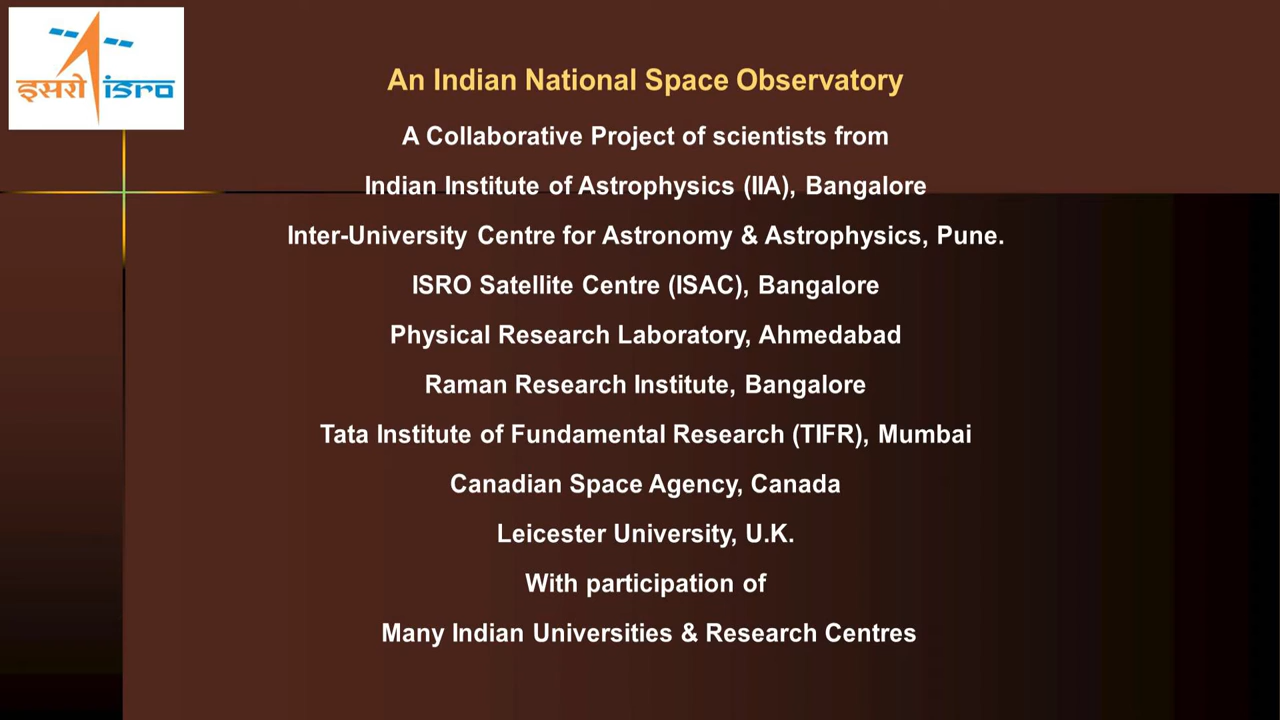 इसरो isro
An Indian National Space Observatory
A Collaborative Project of scientists from
Indian Institute of Astrophysics (IIA), Bangalore
Inter-University Centre for Astronomy & Astrophysics, Pune.
ISRO Satellite Centre (ISAC), Bangalore
Physical Research Laboratory, Ahmedabad
Raman Research Institute, Bangalore
Tata Institute of Fundamental Research (TIFR), Mumbai
Canadian Space Agency, Canada
Leicester University, U.K.
With participation of
Many Indian Universities & Research Centres